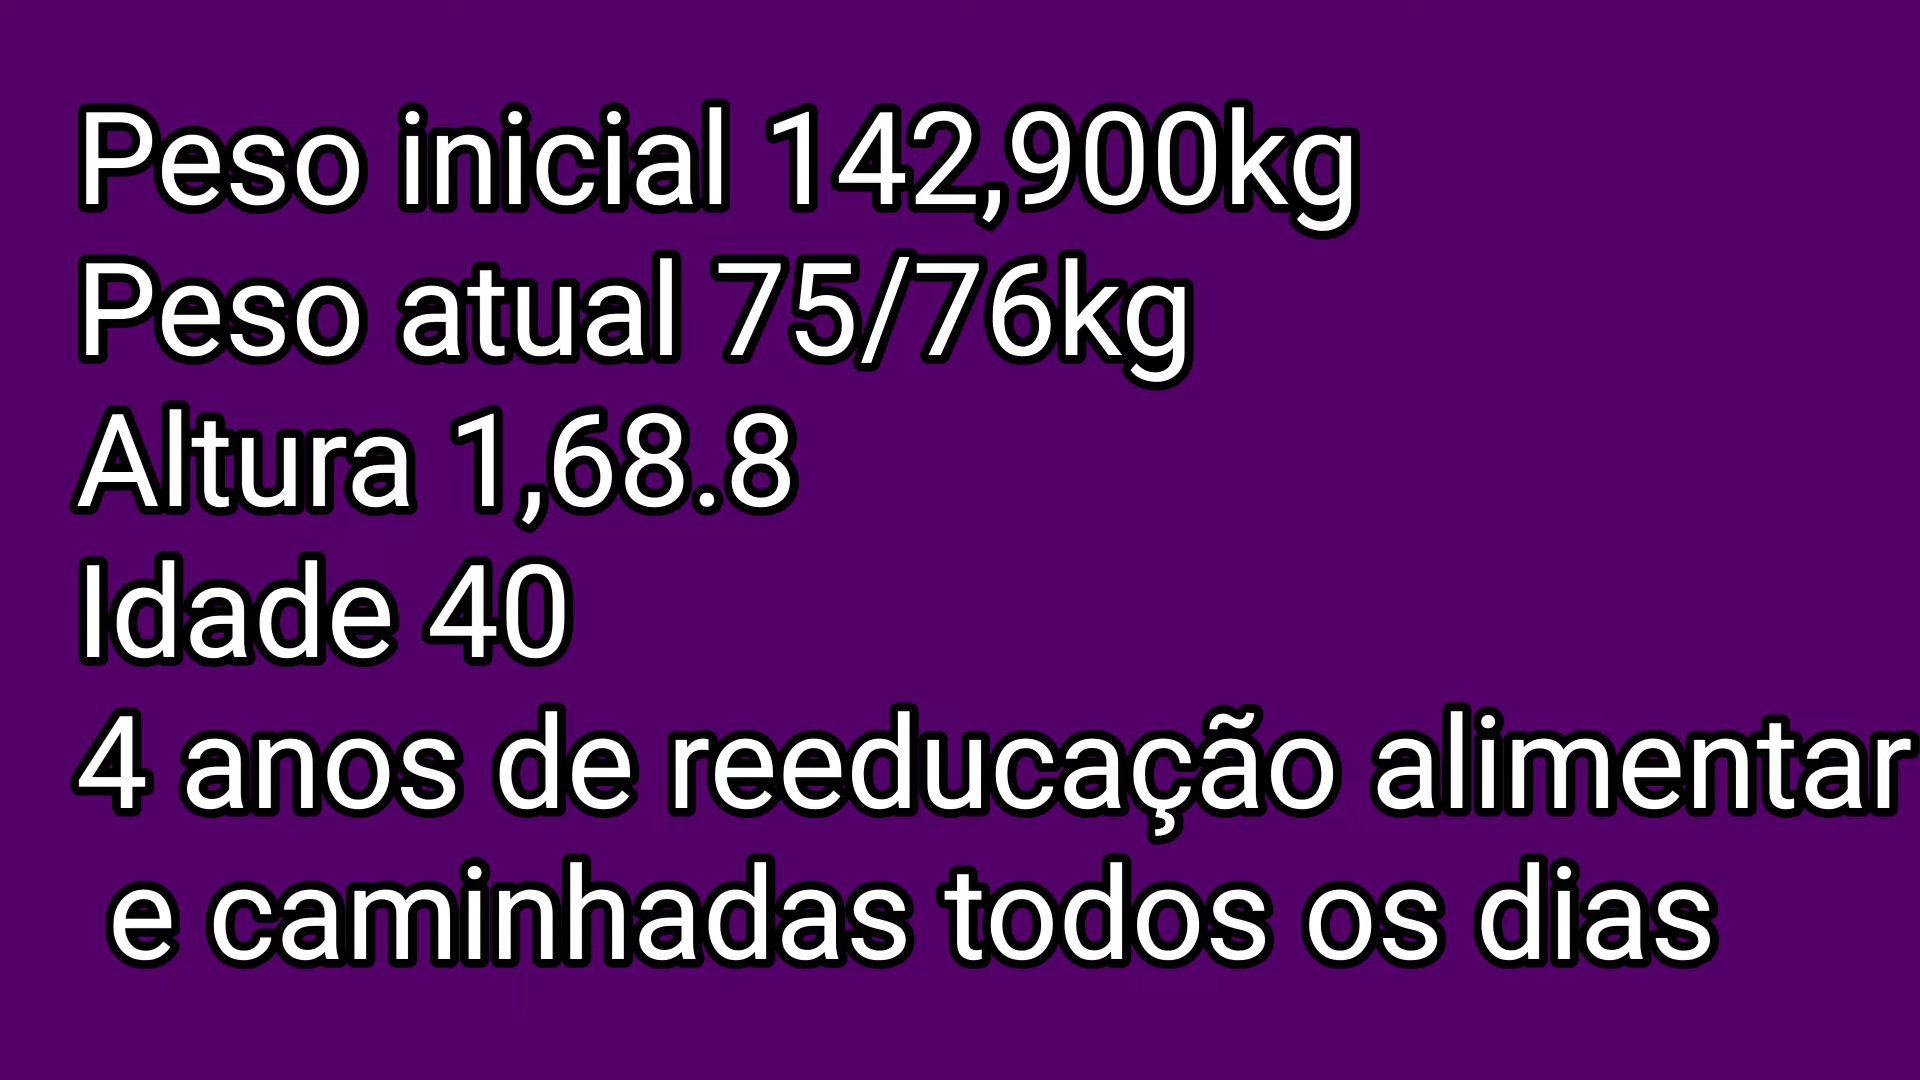 Peso inicial 142,900kg
Peso atual 75/76kg
Altura 1,68.8
Idade 40
4 anos de reeducação alimentar
e caminhadas todos os dias